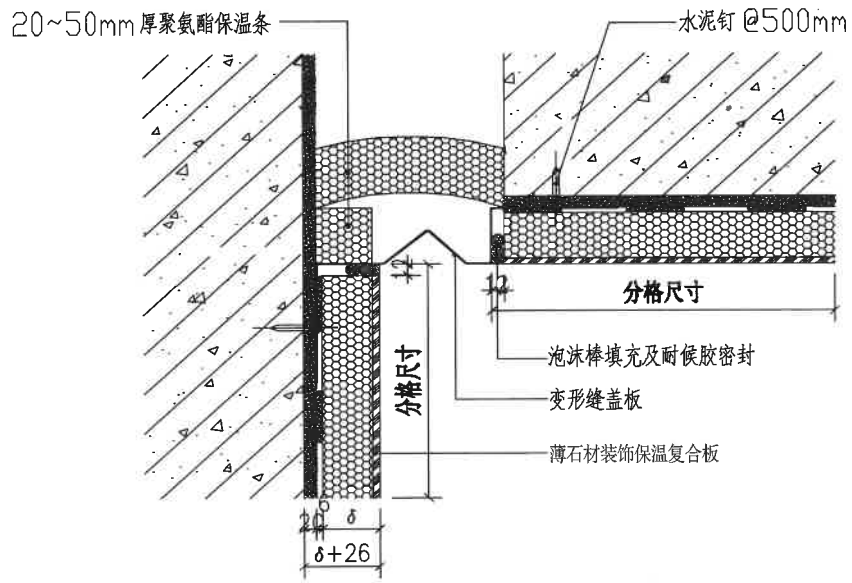 20~50mm厚聚氨酯保温条
水泥钉 @500mm
12
12
分格尺寸
分格尺寸
泡沫棒填充及耐候胶密封
变形缝盖板
薄石材装饰保温复合板
20
6
δ
δ+26